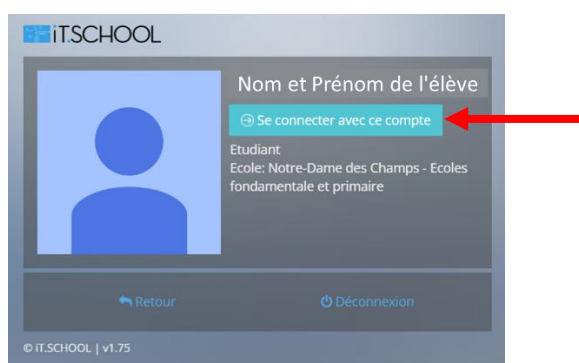 iT.SCHOOL
Nom et Prénom de l'élève
Se connecter avec ce compte
Etudiant
Ecole: Notre-Dame des Champs - Ecoles
fondamentale et primaire
Retour
Déconnexion
© iT.SCHOOL | v1.75